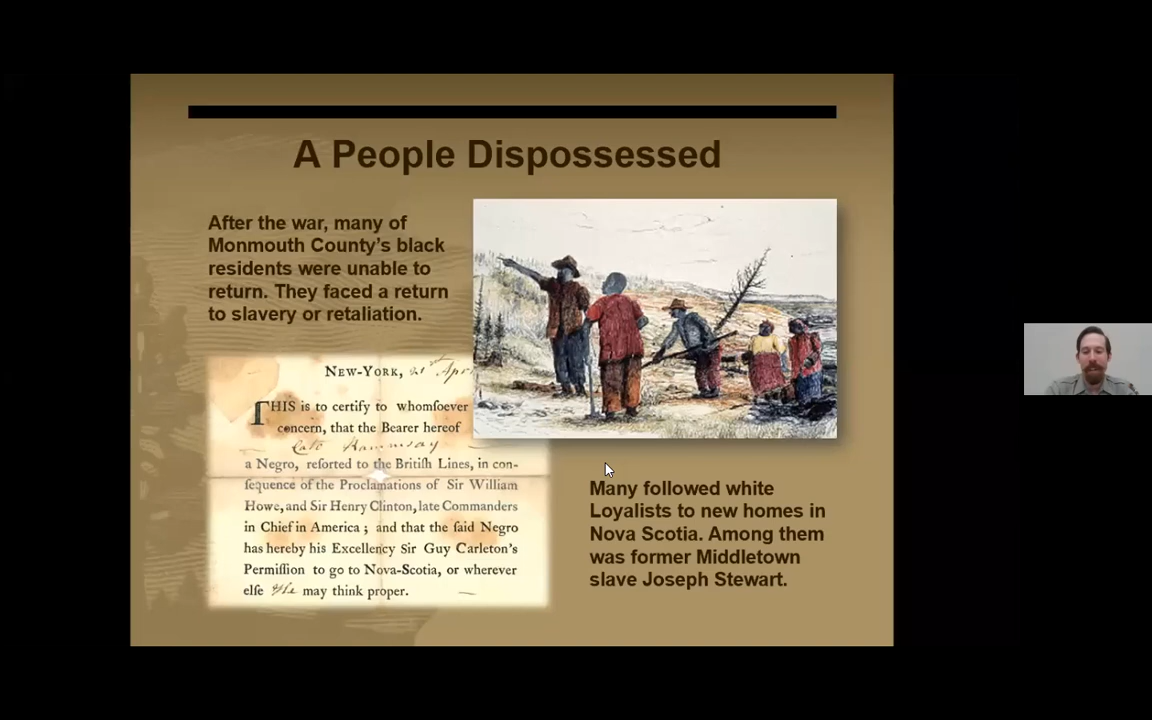 A People Dispossessed
After the war, many of
Monmouth County’s black
residents were unable to
return. They faced a return
to slavery or retaliation.
NEW-YORK, 21st Apr
THIS is to certify to whomſoever
concern, that the Bearer hereof
Cato Rammsay
a Negro, reſorted to the Britiſh Lines, in con-
ſequence of the Proclamations of Sir William
Howe, and Sir Henry Clinton, late Commanders
in Chief in America ; and that the ſaid Negro
has hereby his Excellency Sir Guy Carleton’s
Permiſſion to go to Nova-Scotia, or wherever
elſe He may think proper. —
Many followed white
Loyalists to new homes in
Nova Scotia. Among them
was former Middletown
slave Joseph Stewart.